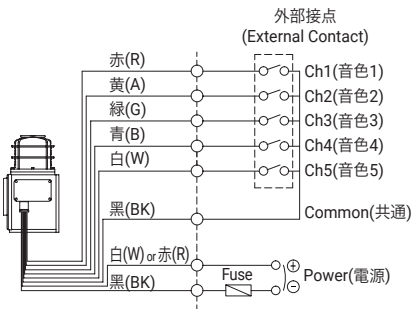 外部接点
(External Contact)
赤(R) Ch1(音色1)
黄(A) Ch2(音色2)
緑(G) Ch3(音色3)
青(B) Ch4(音色4)
白(W) Ch5(音色5)
黑(BK) Common(共通)
白(W) or 赤(R)
Fuse
⊕
Power(電源)
黑(BK)
⊖